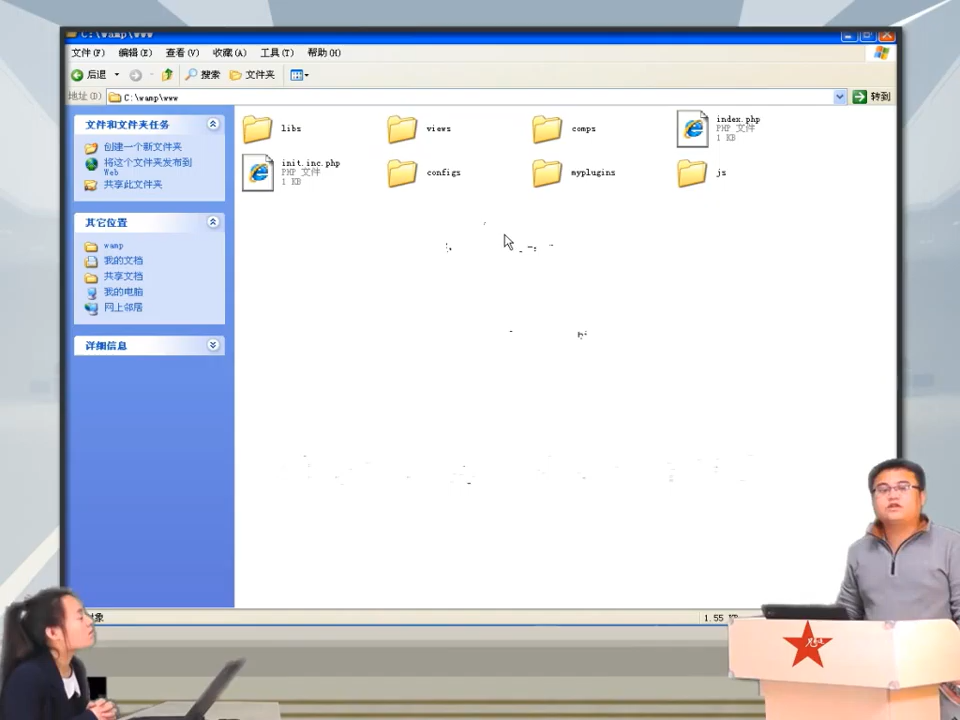 C:\wamp\www
文件(F) 编辑(E) 查看(V) 收藏(A) 工具(T) 帮助(H)
后退 搜索 文件夹
地址(D) C:\wamp\www 转到
文件和文件夹任务
创建一个新文件夹
将这个文件夹发布到
Web
共享此文件夹
其它位置
wamp
我的文档
共享文档
我的电脑
网上邻居
详细信息
libs
views
comps
index.php
PHP 文件
1 KB
init.inc.php
PHP 文件
1 KB
configs
myplugins
js
对象
1.55